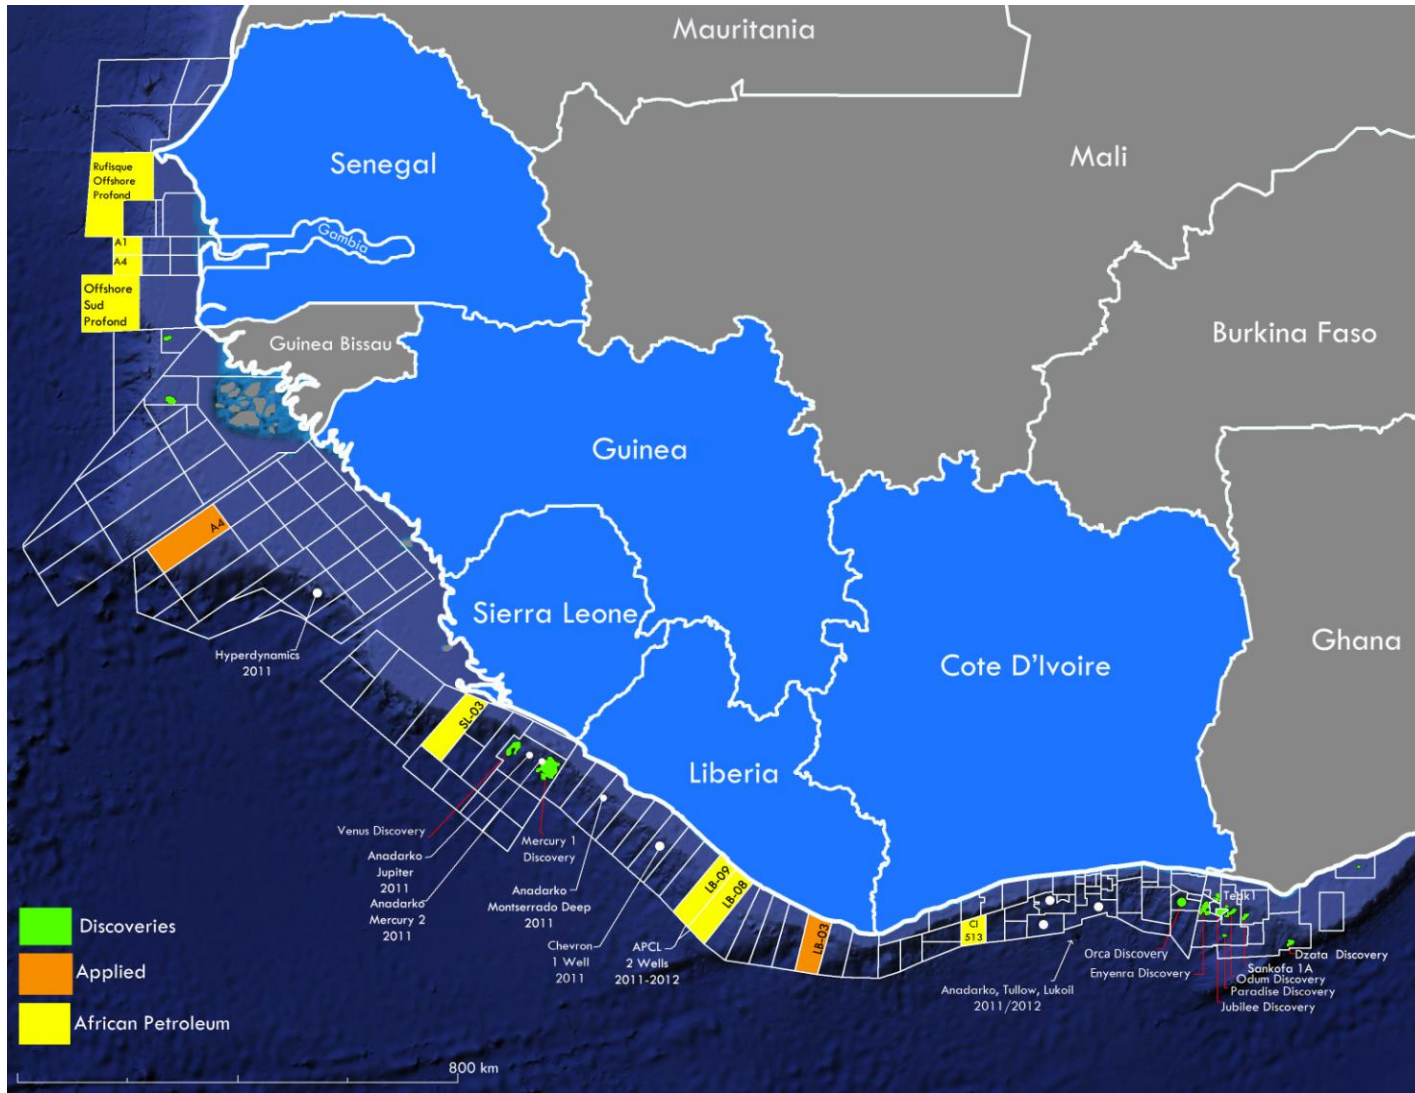 Mauritania
Mali
Senegal
Rufisque
Offshore
Profond
A1
A4
Offshore
Sud
Profond
Gambia
Guinea Bissau
Burkina Faso
Guinea
A4
Sierra Leone
Ghana
Cote D'Ivoire
Hyperdynamics
2011
SL-03
Liberia
Venus Discovery
Anadarko
Jupiter
2011
Anadarko
Mercury 2
2011
Mercury 1
Discovery
Anadarko
Montserrado Deep
2011
Chevron
1 Well
2011
LB-09
LB-08
APCL
2 Wells
2011-2012
LB-03
CI
513
Anadarko, Tullow, Lukoil
2011/2012
Tepk1
Orca Discovery
Enyenra Discovery
Dzata Discovery
Sankofa 1A
Odum Discovery
Paradise Discovery
Jubilee Discovery
Discoveries
Applied
African Petroleum
800 km